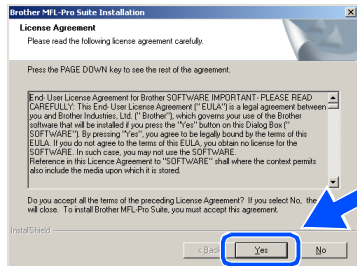 Brother MFL-Pro Suite Installation
License Agreement
Please read the following license agreement carefully.
Press the PAGE DOWN key to see the rest of the agreement.
End- User License Agreement for Brother SOFTWARE IMPORTANT - PLEASE READ
CAREFULLY: This End- User License Agreement (" EULA") is a legal agreement between
you and Brother Industries, Ltd. (" Brother"), which governs your use of the Brother
software that will be installed if you press the "Yes" button on this Dialog Box ("
SOFTWARE"). By pressing "Yes", you agree to be legally bound by the terms of this
EULA. If you do not agree to the terms of this EULA, you obtain no license for the
SOFTWARE. In such case, you may not use the SOFTWARE.
Reference in this Licence Agreement to "SOFTWARE" shall where the context permits
also include the media upon which it is stored.
Do you accept all the terms of the preceding License Agreement? If you select No, the
will close. To install Brother MFL-Pro Suite, you must accept this agreement.
InstallShield
< Back
Yes
No